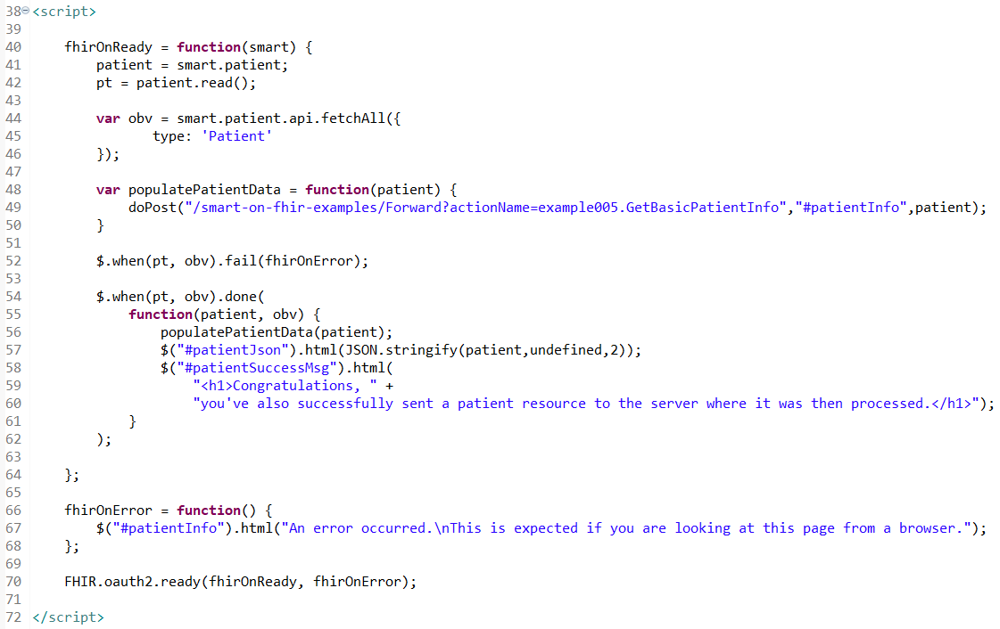 38 <script>
39
40     fhirOnReady = function(smart) {
41         patient = smart.patient;
42         pt = patient.read();
43
44         var obv = smart.patient.api.fetchAll({
45                type: 'Patient'
46         });
47
48         var populatePatientData = function(patient) {
49             doPost("/smart-on-fhir-examples/Forward?actionName=example005.GetBasicPatientInfo","#patientInfo",patient);
50         }
51
52         $.when(pt, obv).fail(fhirOnError);
53
54         $.when(pt, obv).done(
55             function(patient, obv) {
56                 populatePatientData(patient);
57                 $("#patientJson").html(JSON.stringify(patient,undefined,2));
58                 $("#patientSuccessMsg").html(
59                     "<h1>Congratulations, " +
60                     "you've also successfully sent a patient resource to the server where it was then processed.</h1>");
61             }
62         );
63
64     };
65
66     fhirOnError = function() {
67         $("#patientInfo").html("An error occurred.\nThis is expected if you are looking at this page from a browser.");
68     };
69
70     FHIR.oauth2.ready(fhirOnReady, fhirOnError);
71
72 </script>